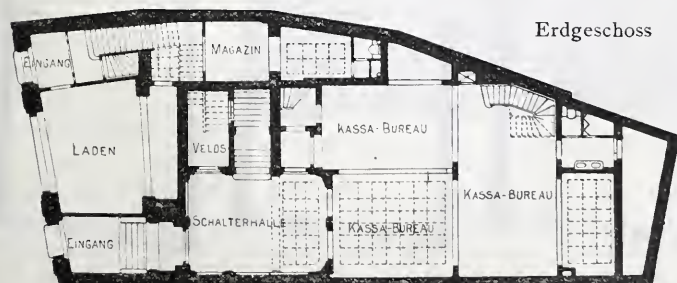 Erdgeschoss
EINGANG
MAGAZIN
LADEN
VELOS
KASSA-BUREAU
SCHALTERHALLE
KASSA-BUREAU
KASSA-BUREAU
EINGANG